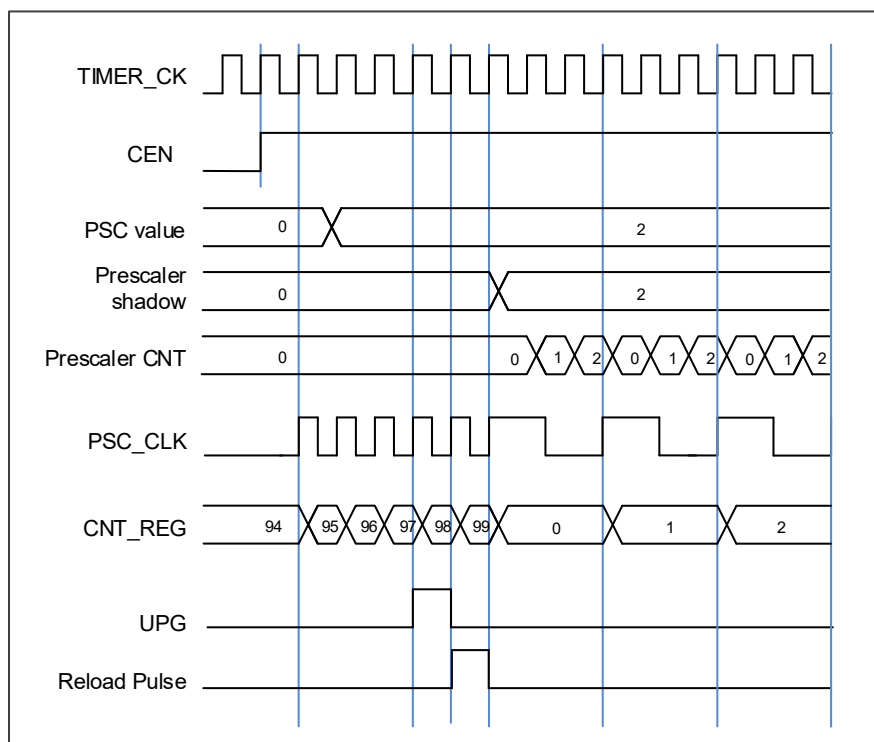 TIMER_CK
CEN
PSC value 0 2
Prescaler
shadow 0 2
Prescaler CNT 0 0 1 2 0 1 2 0 1 2
PSC_CLK
CNT_REG 94 95 96 97 98 99 0 1 2
UPG
Reload Pulse